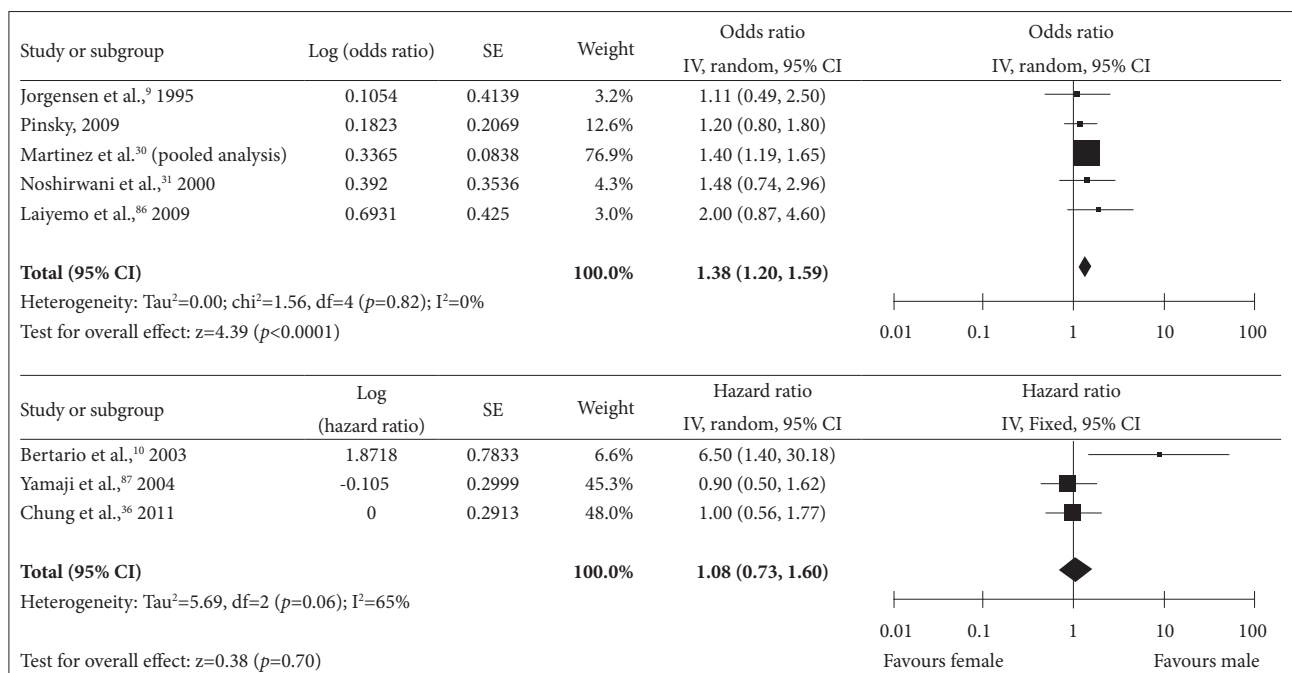 Study or subgroup Log (odds ratio) SE Weight Odds ratio Odds ratio
IV, random, 95% CI IV, random, 95% CI
Jorgensen et al.,⁹ 1995 0.1054 0.4139 3.2% 1.11 (0.49, 2.50)
Pinsky, 2009 0.1823 0.2069 12.6% 1.20 (0.80, 1.80)
Martinez et al.³⁰ (pooled analysis) 0.3365 0.0838 76.9% 1.40 (1.19, 1.65)
Noshirwani et al.,³¹ 2000 0.392 0.3536 4.3% 1.48 (0.74, 2.96)
Laiyemo et al.,⁸⁶ 2009 0.6931 0.425 3.0% 2.00 (0.87, 4.60)
Total (95% CI) 100.0% 1.38 (1.20, 1.59)
Heterogeneity: Tau²=0.00; chi²=1.56, df=4 (p=0.82); I²=0%
Test for overall effect: z=4.39 (p<0.0001)
0.01 0.1 1 10 100
Study or subgroup Log (hazard ratio) SE Weight Hazard ratio Hazard ratio
IV, random, 95% CI IV, Fixed, 95% CI
Bertario et al.,¹⁰ 2003 1.8718 0.7833 6.6% 6.50 (1.40, 30.18)
Yamaji et al.,⁸⁷ 2004 -0.105 0.2999 45.3% 0.90 (0.50, 1.62)
Chung et al.,³⁶ 2011 0 0.2913 48.0% 1.00 (0.56, 1.77)
Total (95% CI) 100.0% 1.08 (0.73, 1.60)
Heterogeneity: Tau²=5.69, df=2 (p=0.06); I²=65%
0.01 0.1 1 10 100
Test for overall effect: z=0.38 (p=0.70) Favours female Favours male